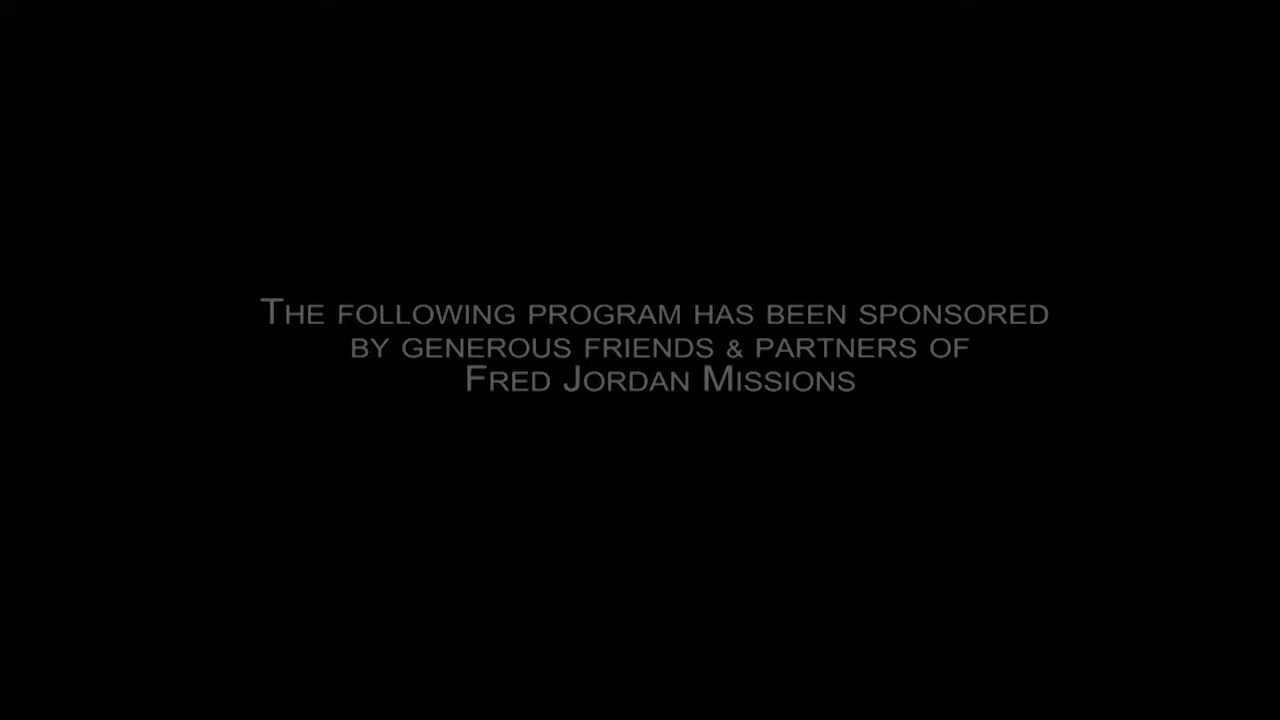 The following program has been sponsored
by generous friends & partners of
Fred Jordan Missions